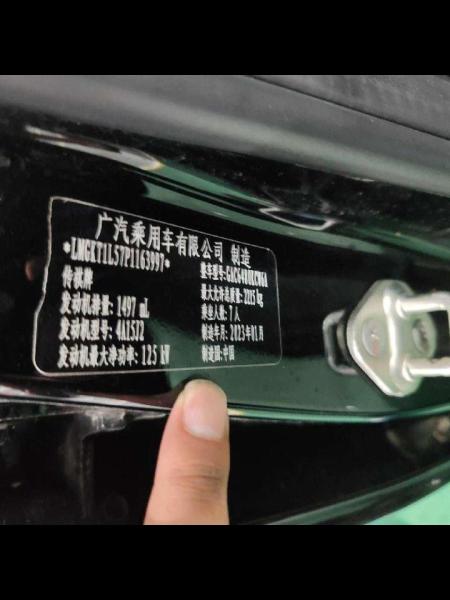 广汽乘用车有限公司 制造
*LMGKT1L57P1163997* 整车型号:
传祺牌 最大允许总质量: kg
发动机排量: 1497 mL 乘坐人数: 7人
发动机型号: 4A15J2 制造年月: 2023年01月
发动机最大净功率: 125 kW 制造国: 中国